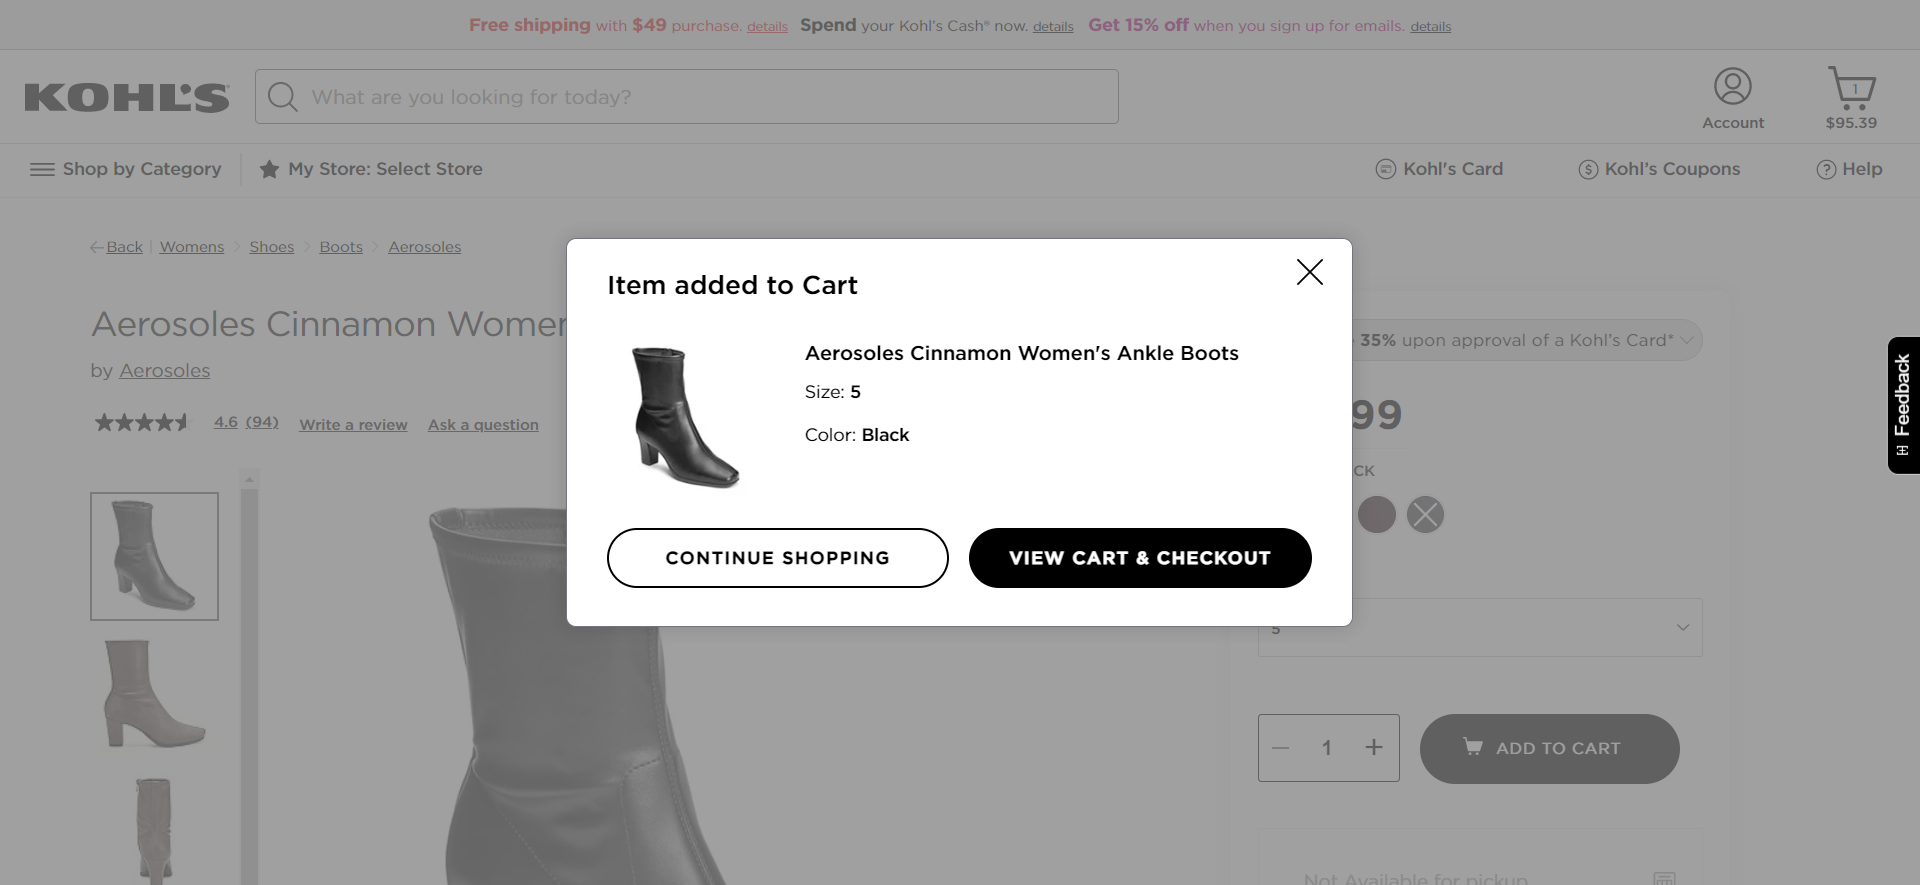 Free shipping with $49 purchase. details Spend your Kohl's Cash® now. details Get 15% off when you sign up for emails. details
KOHL'S
What are you looking for today?
1
Account
$95.39
Shop by Category
My Store: Select Store
Kohl's Card
Kohl's Coupons
Help
Back | Womens > Shoes > Boots > Aerosoles
Item added to Cart
Aerosoles Cinnamon Women
Aerosoles Cinnamon Women's Ankle Boots
35% upon approval of a Kohl's Card*
by Aerosoles
Size: 5
4.6 (94) Write a review Ask a question
Color: Black
99
CK
CONTINUE SHOPPING
VIEW CART & CHECKOUT
5
1
ADD TO CART
Not Available for pickup
Feedback